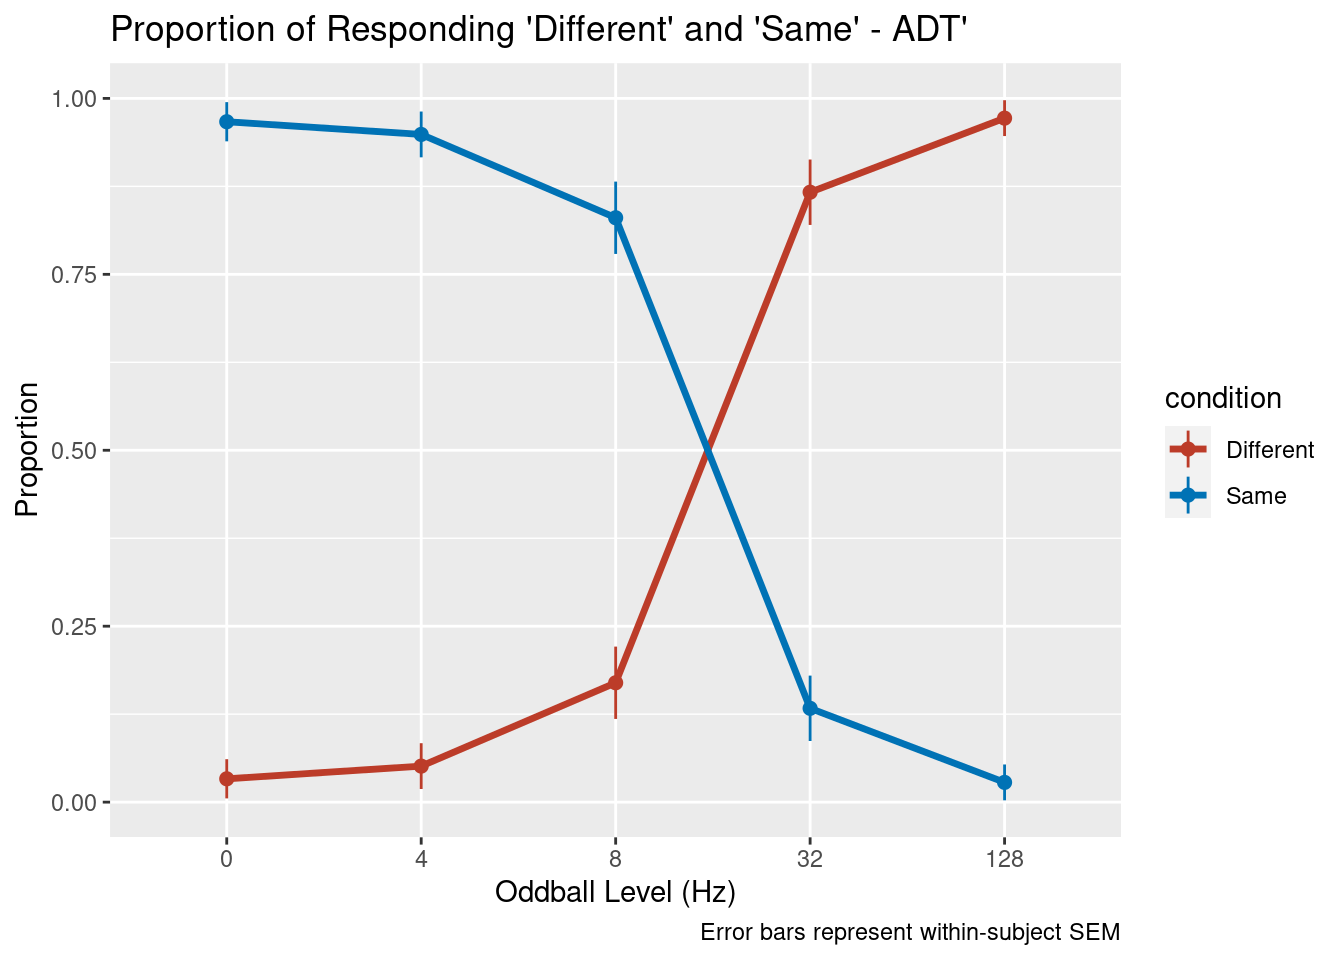 Proportion of Responding 'Different' and 'Same' - ADT'
1.00
0.75
0.50
0.25
0.00
Proportion
0 4 8 32 128
Oddball Level (Hz)
Error bars represent within-subject SEM
condition
Different
Same